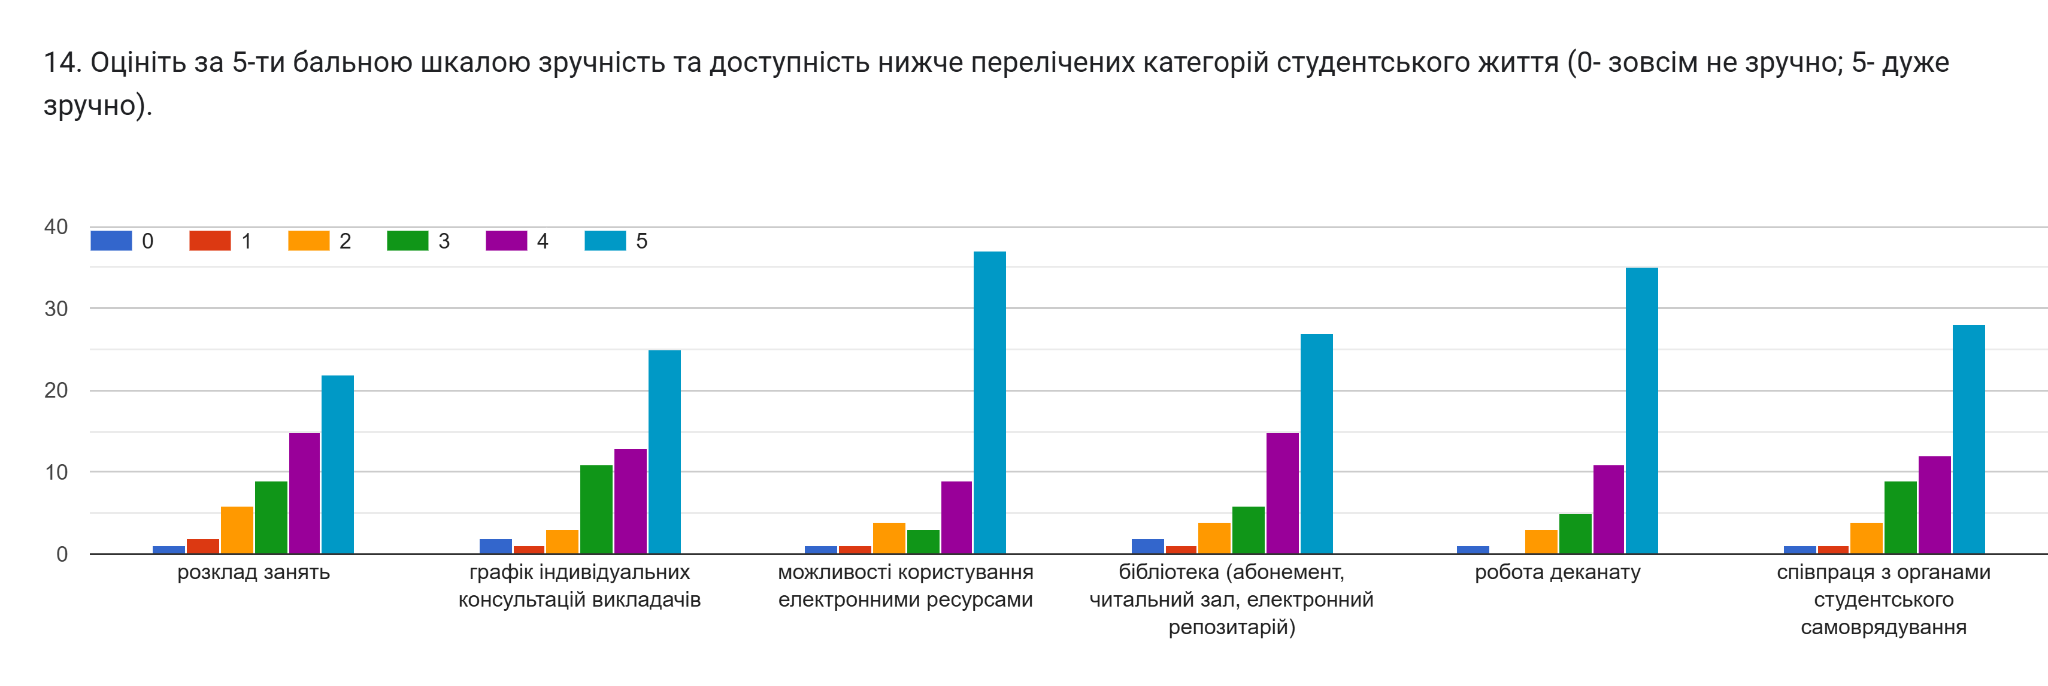 14. Оцініть за 5-ти бальною шкалою зручність та доступність нижче перелічених категорій студентського життя (0- зовсім не зручно; 5- дуже
зручно).
40
0 1 2 3 4 5
30
20
10
0
розклад занять
графік індивідуальних
консультацій викладачів
можливості користування
електронними ресурсами
бібліотека (абонемент,
читальний зал, електронний
репозитарій)
робота деканату
співпраця з органами
студентського
самоврядування